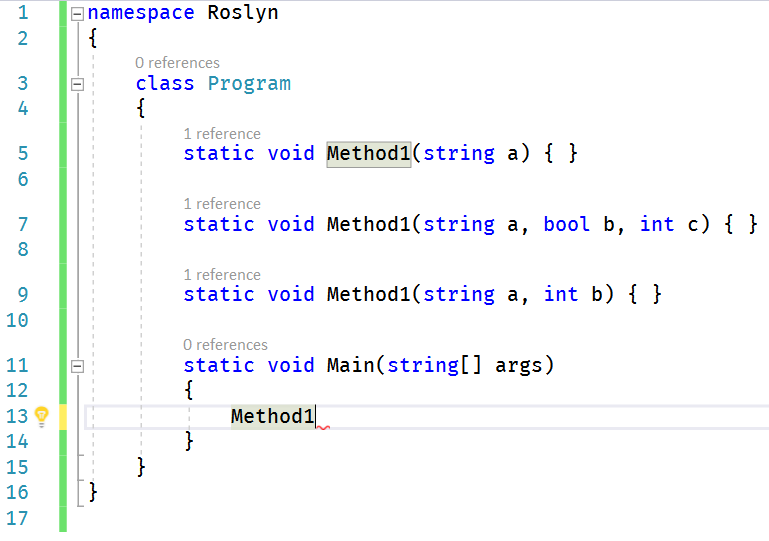 1 namespace Roslyn
2 {
0 references
3 class Program
4 {
1 reference
5 static void Method1(string a) { }
6
1 reference
7 static void Method1(string a, bool b, int c) { }
8
1 reference
9 static void Method1(string a, int b) { }
10
0 references
11 static void Main(string[] args)
12 {
13 Method1
14 }
15 }
16 }
17